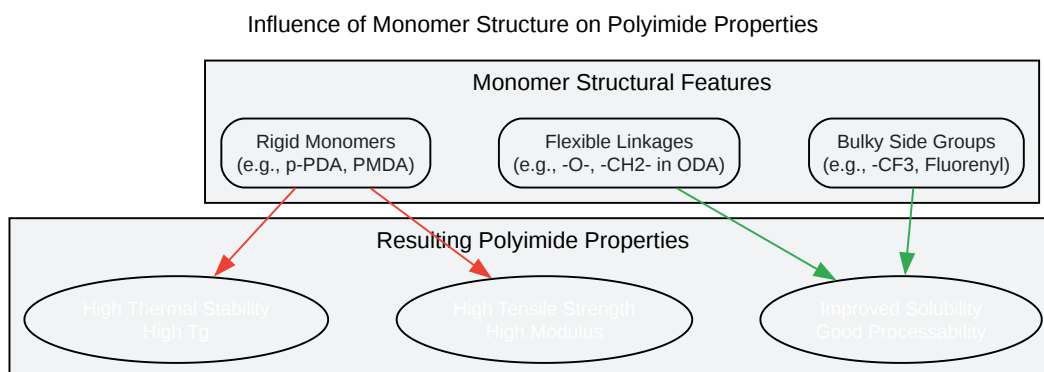 Influence of Monomer Structure on Polyimide Properties
Monomer Structural Features
Rigid Monomers
(e.g., p-PDA, PMDA)
Flexible Linkages
(e.g., -O-, -CH2- in ODA)
Bulky Side Groups
(e.g., -CF3, Fluorenyl)
Resulting Polyimide Properties
High Thermal Stability
High Tg
High Tensile Strength
High Modulus
Improved Solubility
Good Processability